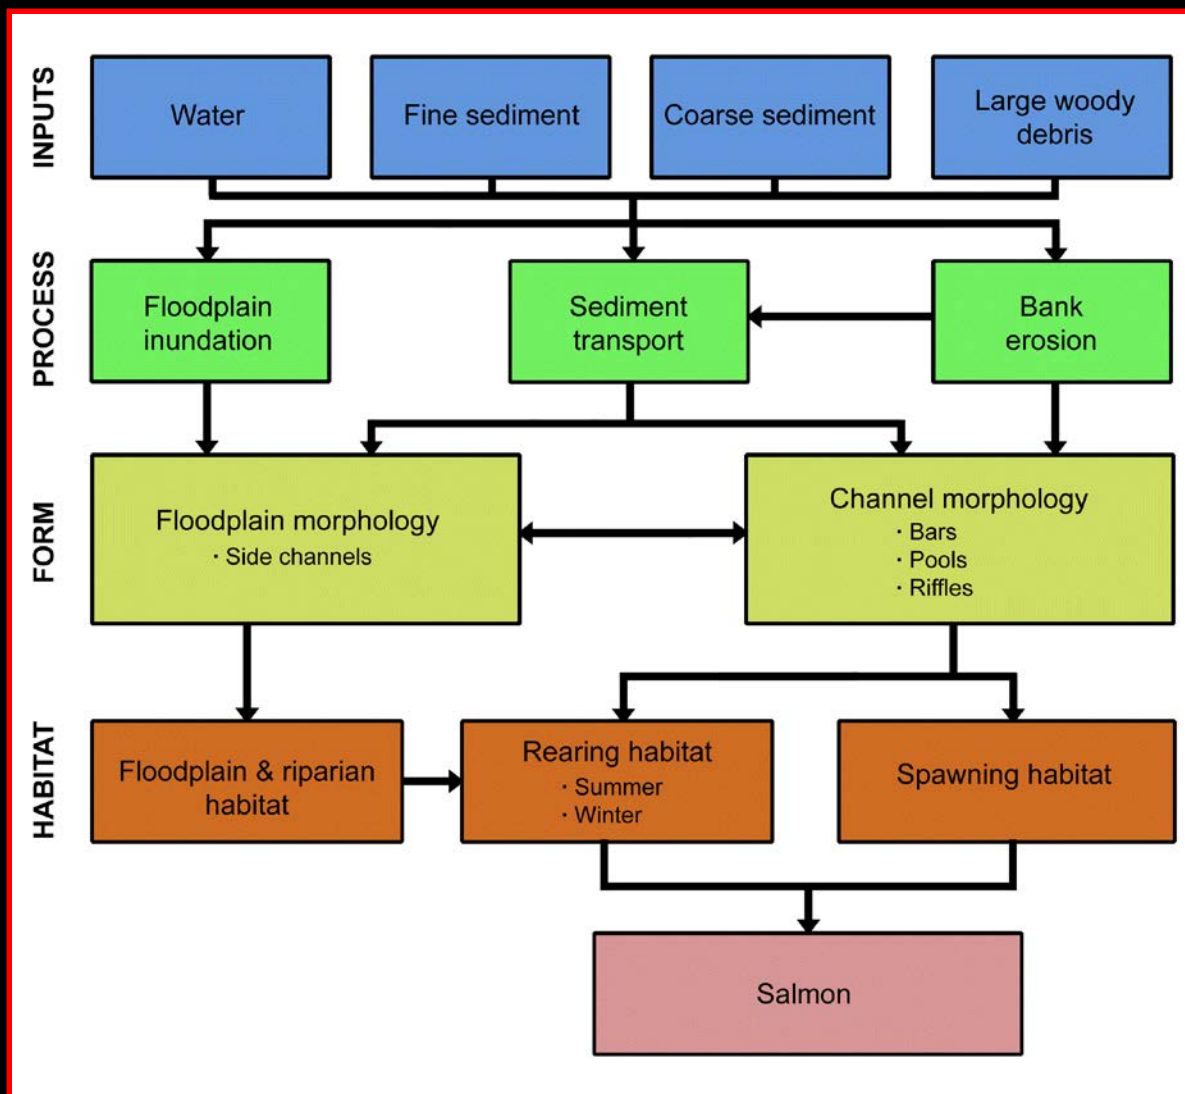 INPUTS
Water
Fine sediment
Coarse sediment
Large woody
debris
PROCESS
Floodplain
inundation
Sediment
transport
Bank
erosion
FORM
Floodplain morphology
· Side channels
Channel morphology
· Bars
· Pools
· Riffles
HABITAT
Floodplain & riparian
habitat
Rearing habitat
· Summer
· Winter
Spawning habitat
Salmon